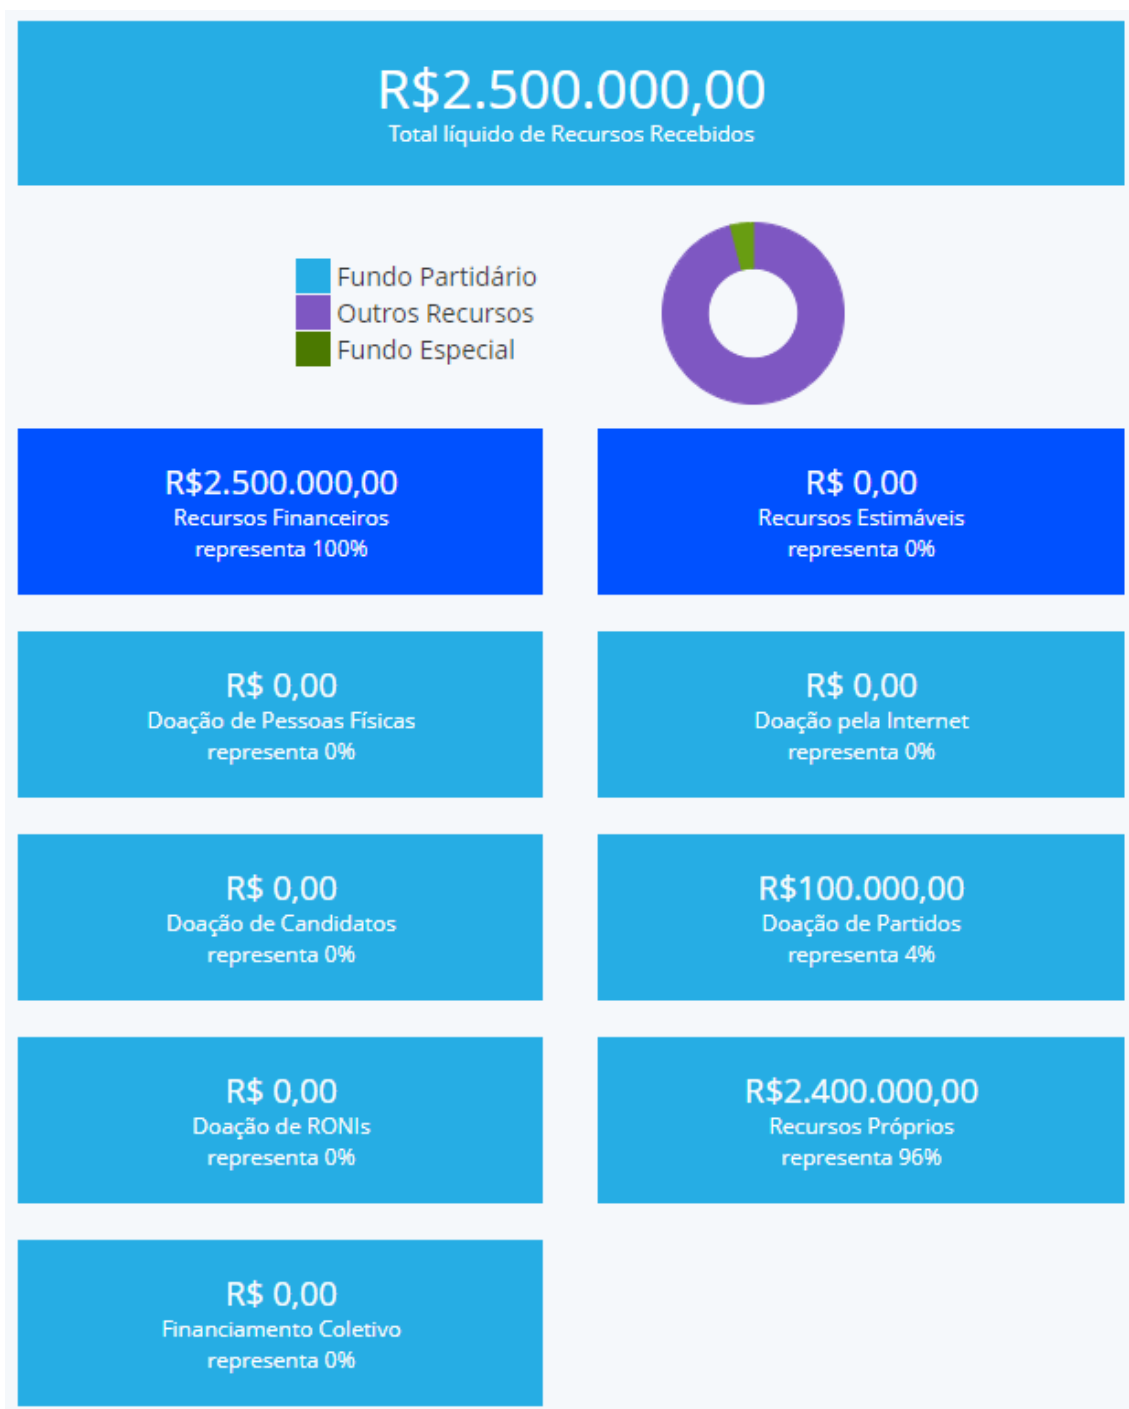 R$2.500.000,00
Total líquido de Recursos Recebidos
Fundo Partidário
Outros Recursos
Fundo Especial
R$2.500.000,00
Recursos Financeiros
representa 100%
R$ 0,00
Recursos Estimáveis
representa 0%
R$ 0,00
Doação de Pessoas Físicas
representa 0%
R$ 0,00
Doação pela Internet
representa 0%
R$ 0,00
Doação de Candidatos
representa 0%
R$100.000,00
Doação de Partidos
representa 4%
R$ 0,00
Doação de RONIs
representa 0%
R$2.400.000,00
Recursos Próprios
representa 96%
R$ 0,00
Financiamento Coletivo
representa 0%